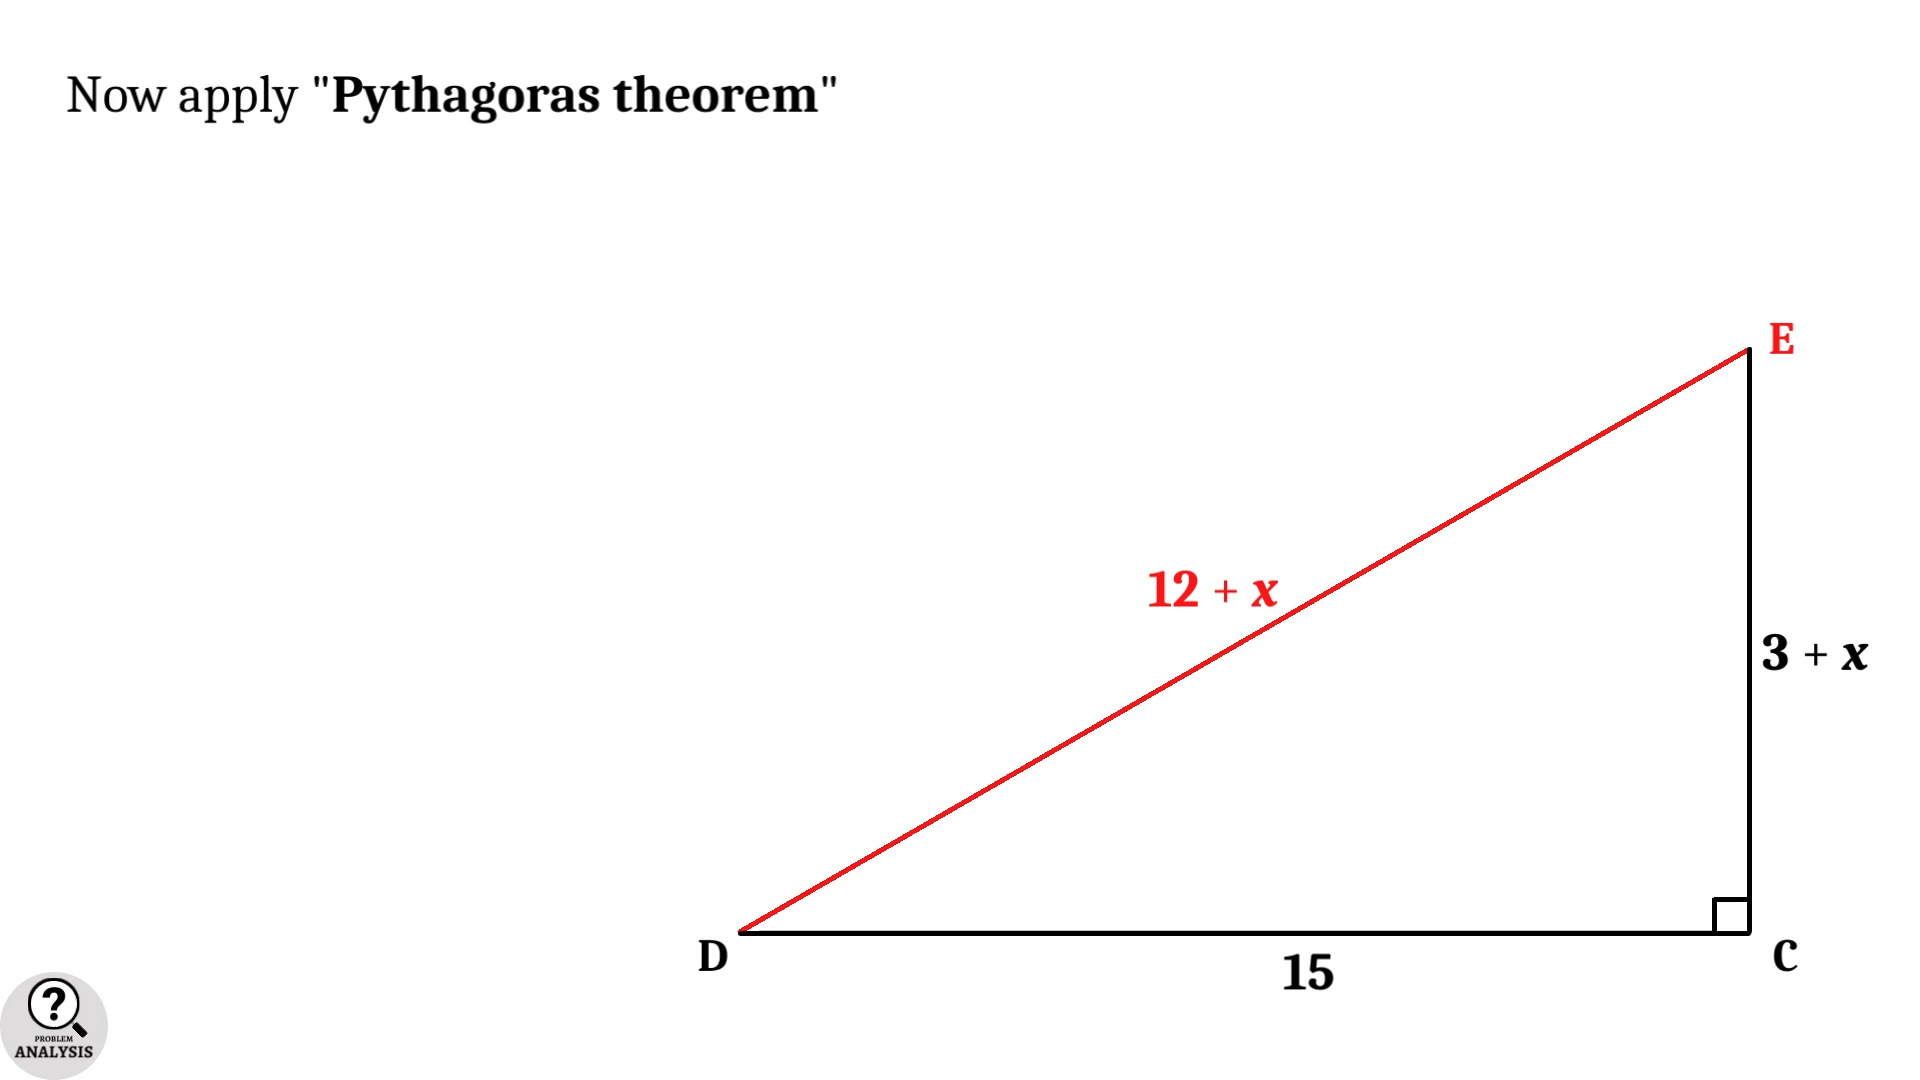 Now apply "Pythagoras theorem"
E
12 + x
3 + x
D
C
15
?
PROBLEM
ANALYSIS